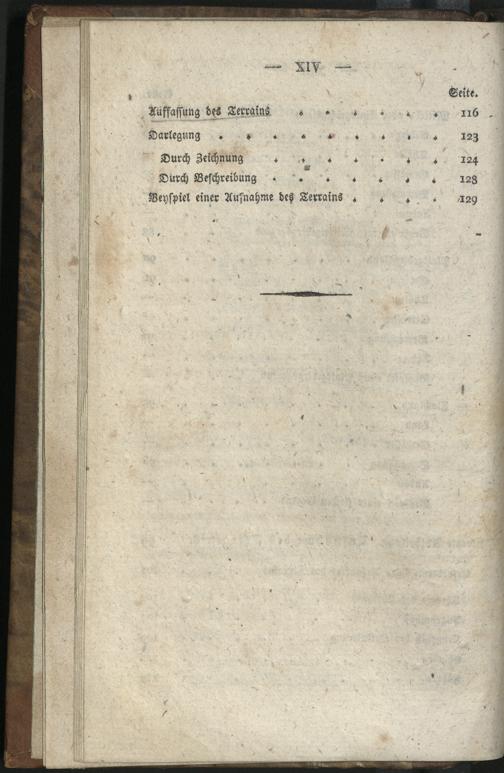 — XIV —
Seite.
Auffassung des Terrains . . . . . . . 116
Darlegung . . . . . . . . . . 123
Durch Zeichnung . . . . . . . . 124
Durch Beschreibung . . . . . . . . 128
Beyspiel einer Aufnahme des Terrains . . . . 129